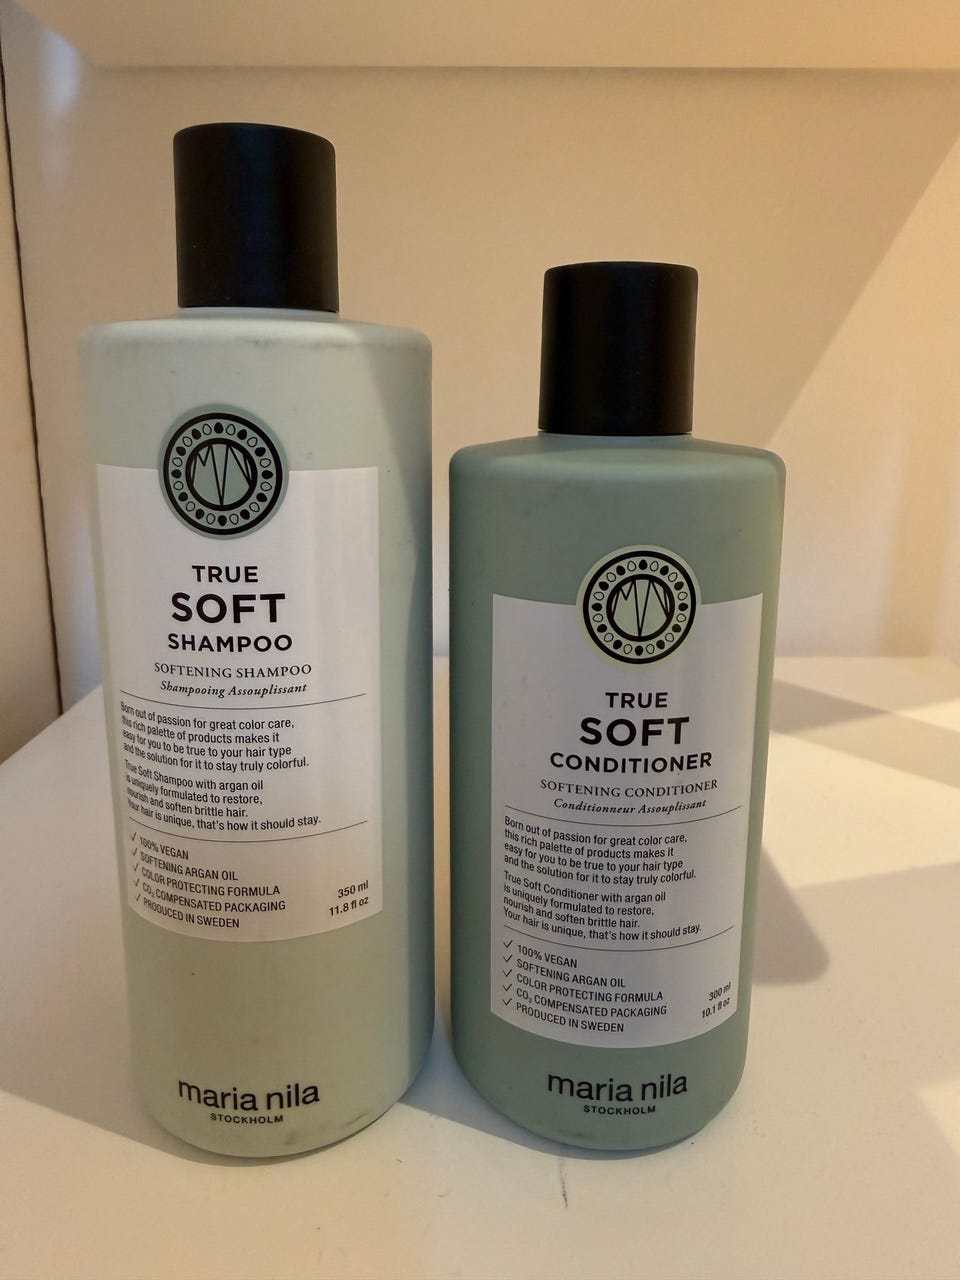 TRUE
SOFT
SHAMPOO
SOFTENING SHAMPOO
Shampooing Assouplissant
Born out of passion for great color care,
this rich palette of products makes it
easy for you to be true to your hair type
and the solution for it to stay truly colorful.
True Soft Shampoo with argan oil
is uniquely formulated to restore,
nourish and soften brittle hair.
Your hair is unique, that's how it should stay.
✓ 100% VEGAN
✓ SOFTENING ARGAN OIL
✓ COLOR PROTECTING FORMULA
✓ CO₂ COMPENSATED PACKAGING
✓ PRODUCED IN SWEDEN
350 ml
11.8 fl oz
maria nila
STOCKHOLM
TRUE
SOFT
CONDITIONER
SOFTENING CONDITIONER
Conditionneur Assouplissant
Born out of passion for great color care,
this rich palette of products makes it
easy for you to be true to your hair type
and the solution for it to stay truly colorful.
True Soft Conditioner with argan oil
is uniquely formulated to restore,
nourish and soften brittle hair.
Your hair is unique, that's how it should stay.
✓ 100% VEGAN
✓ SOFTENING ARGAN OIL
✓ COLOR PROTECTING FORMULA
✓ CO₂ COMPENSATED PACKAGING
✓ PRODUCED IN SWEDEN
300 ml
10.1 fl oz
maria nila
STOCKHOLM